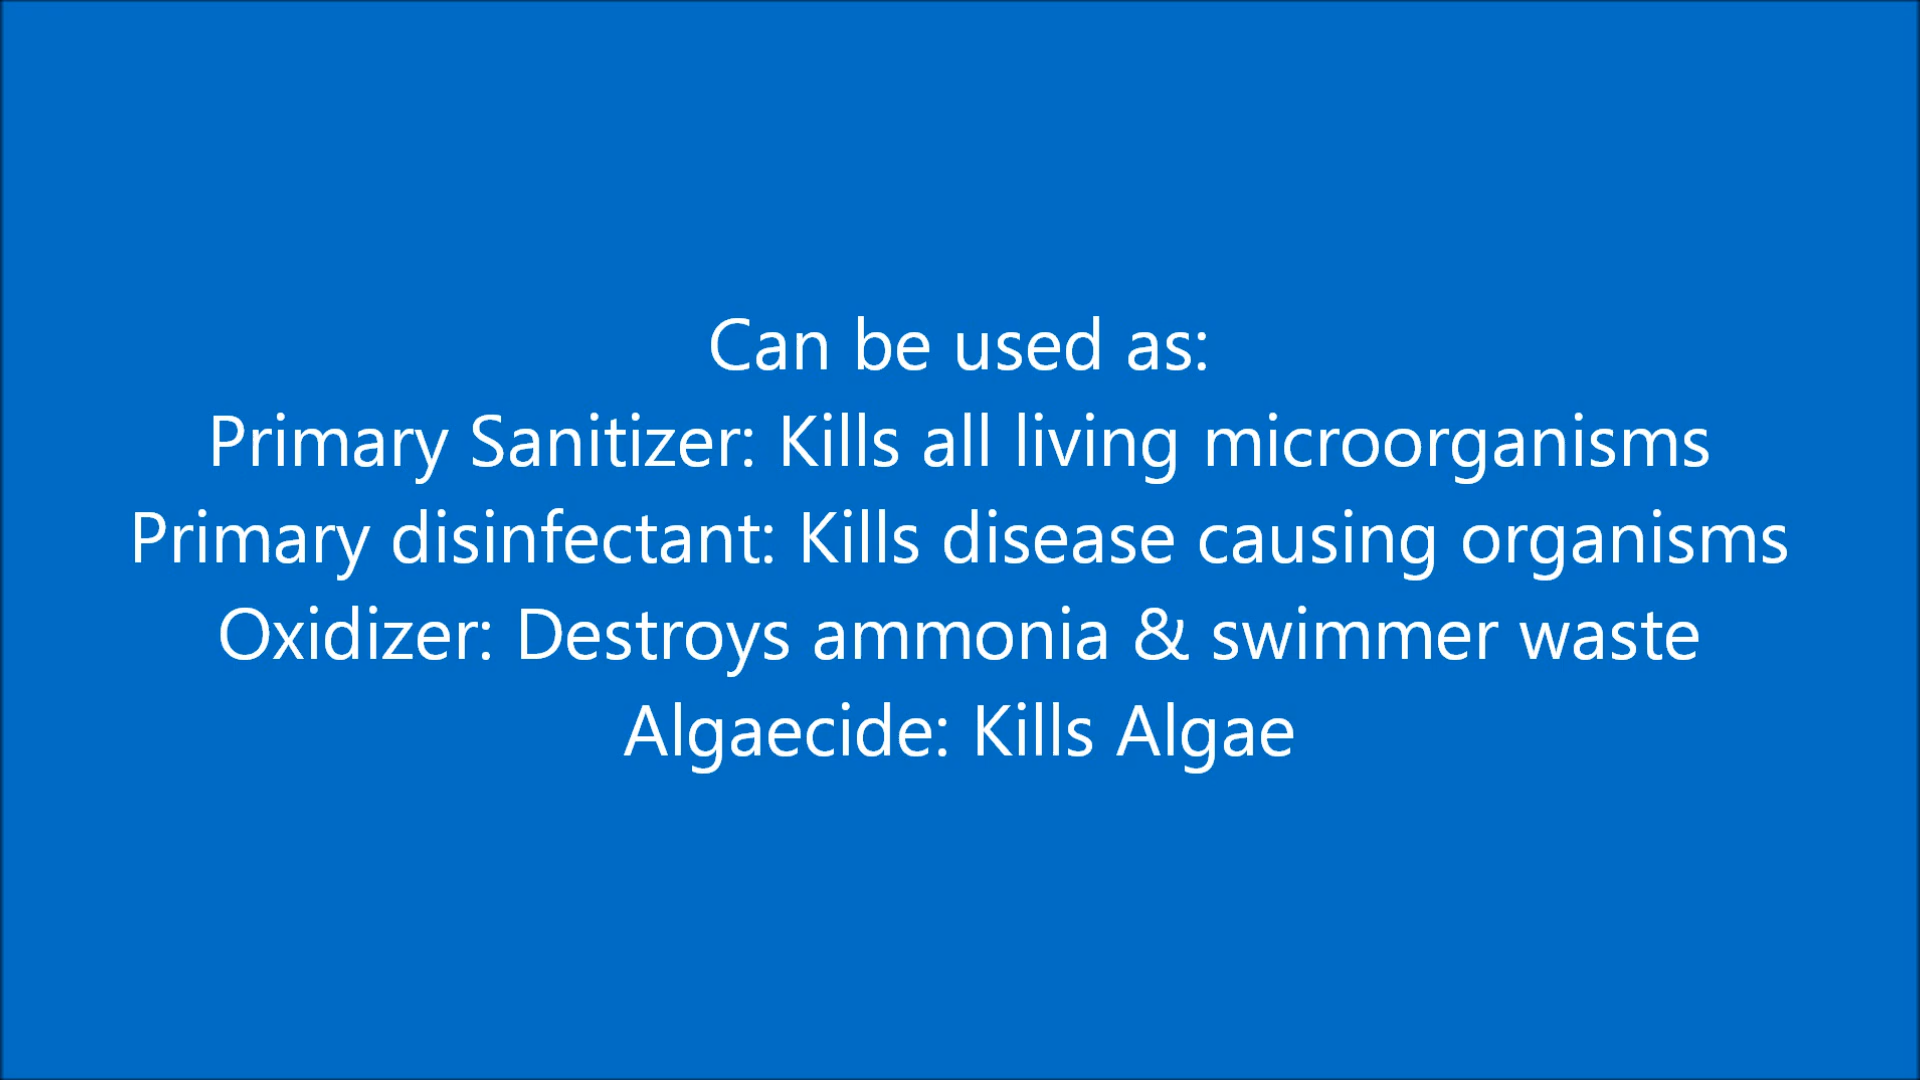 Can be used as:
Primary Sanitizer: Kills all living microorganisms
Primary disinfectant: Kills disease causing organisms
Oxidizer: Destroys ammonia & swimmer waste
Algaecide: Kills Algae